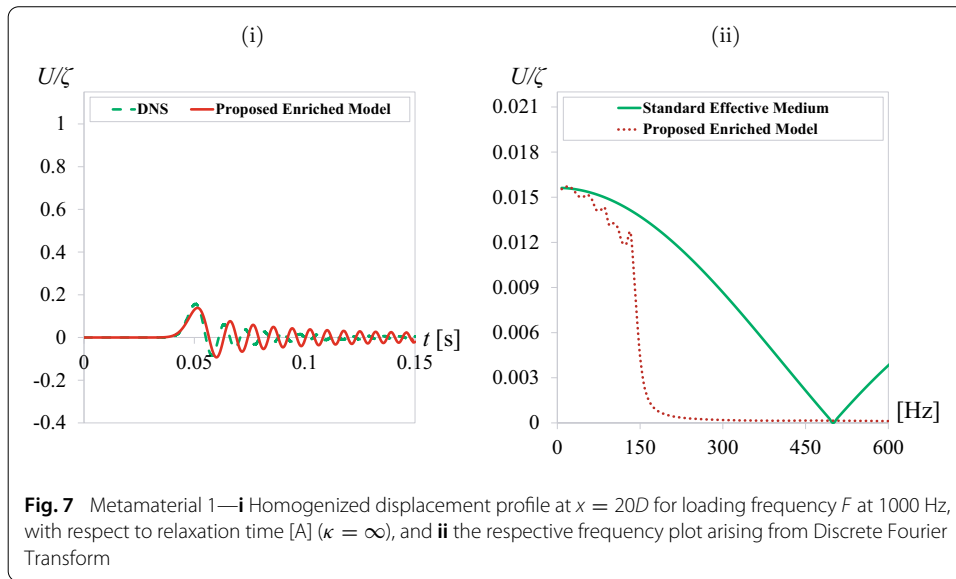 (i)
U/ζ
DNS Proposed Enriched Model
1
0.8
0.6
0.4
0.2
0
-0.2
-0.4
0 0.05 0.1 0.15
t [s]
(ii)
U/ζ
Standard Effective Medium
Proposed Enriched Model
0.021
0.018
0.015
0.012
0.009
0.006
0.003
0
0 150 300 450 600
[Hz]
Fig. 7 Metamaterial 1—i Homogenized displacement profile at x = 20D for loading frequency F at 1000 Hz,
with respect to relaxation time [A] (κ = ∞), and ii the respective frequency plot arising from Discrete Fourier
Transform